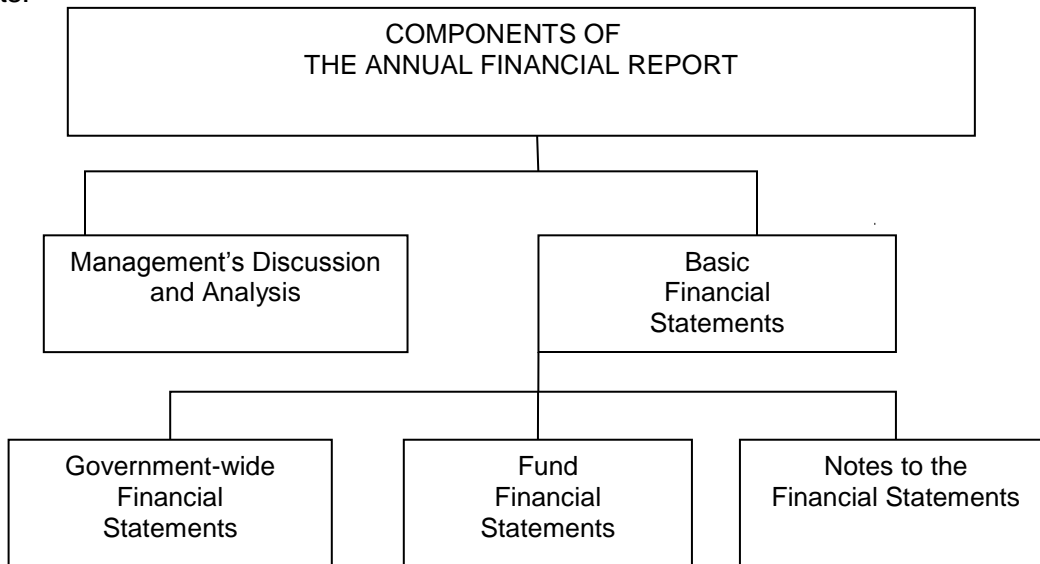 COMPONENTS OF
THE ANNUAL FINANCIAL REPORT
Management’s Discussion
and Analysis
Basic
Financial
Statements
Government-wide
Financial
Statements
Fund
Financial
Statements
Notes to the
Financial Statements